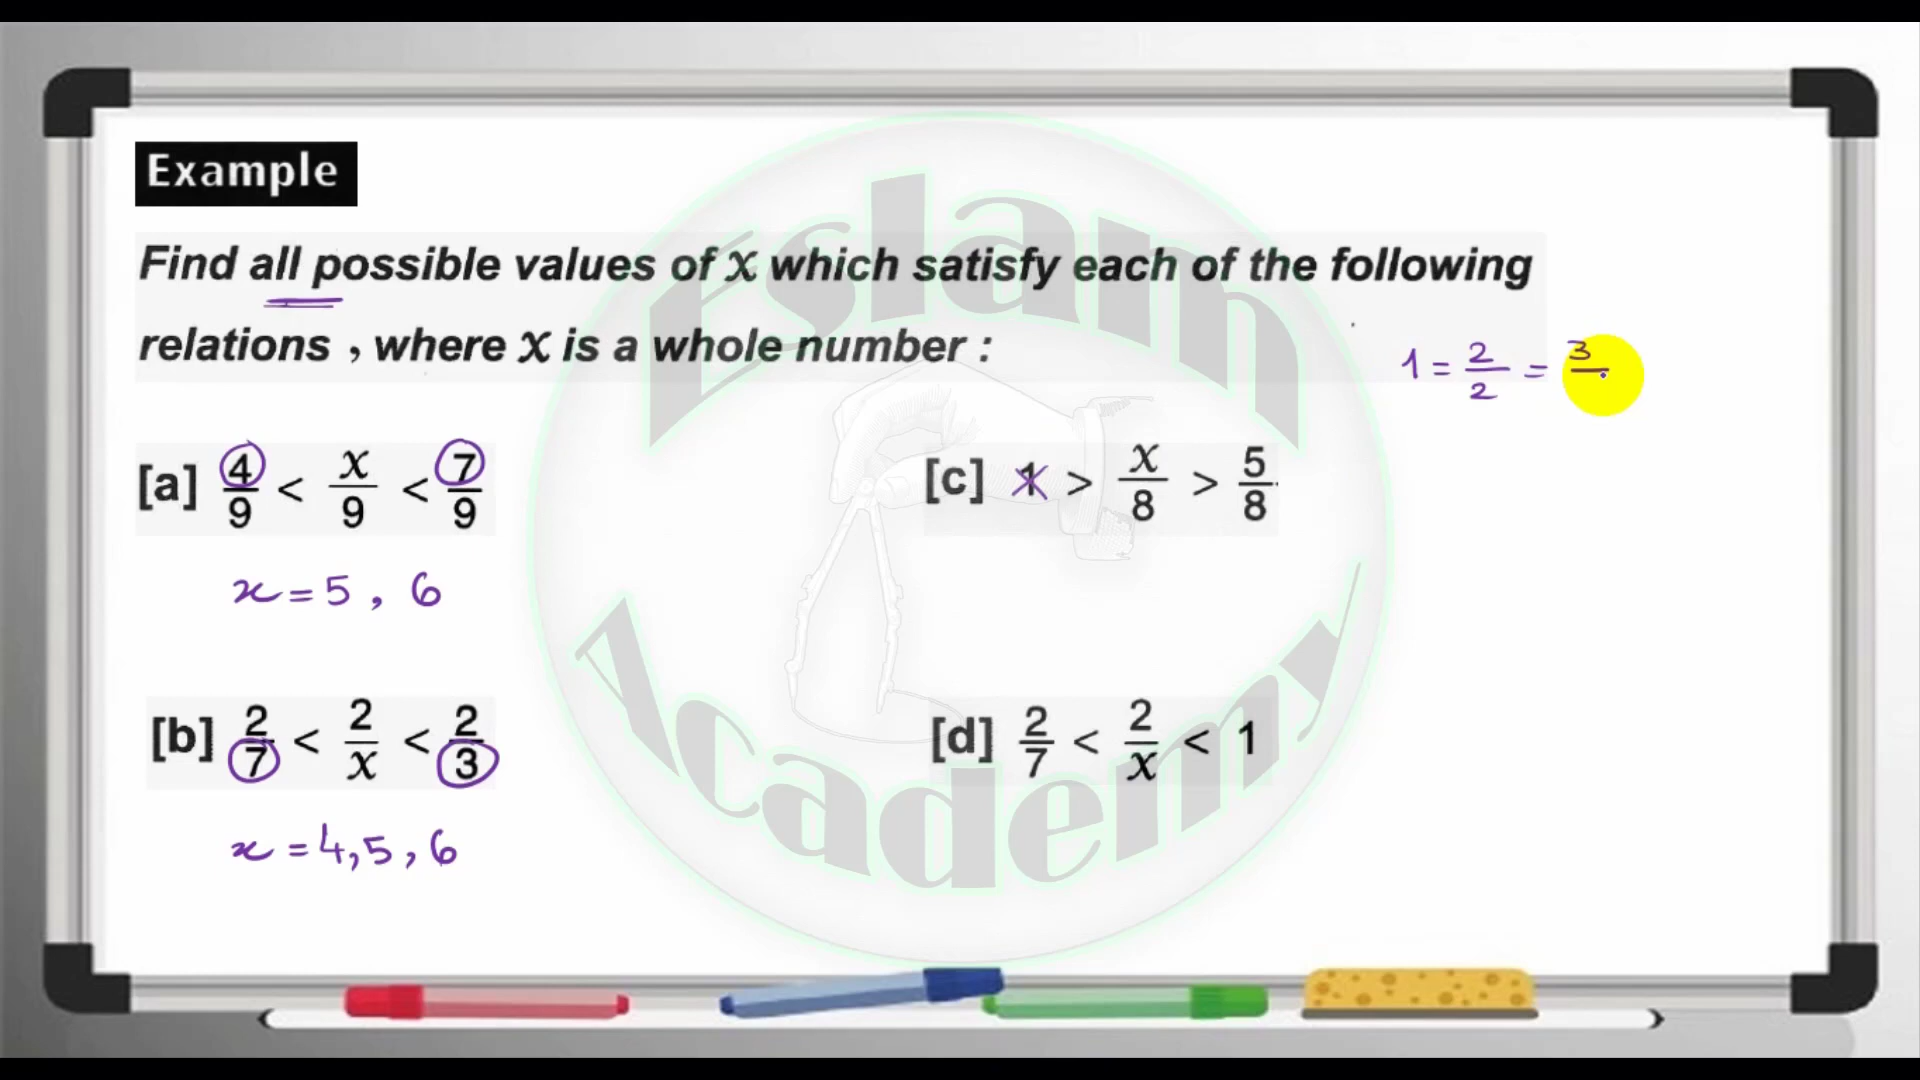 Example
Find all possible values of x which satisfy each of the following
relations , where x is a whole number :
1 = 2/2 = 3/
[a] 4/9 < x/9 < 7/9
x = 5 , 6
[c] 1 > x/8 > 5/8
[b] 2/7 < 2/x < 2/3
x = 4, 5 , 6
[d] 2/7 < 2/x < 1
Eslam
Academy